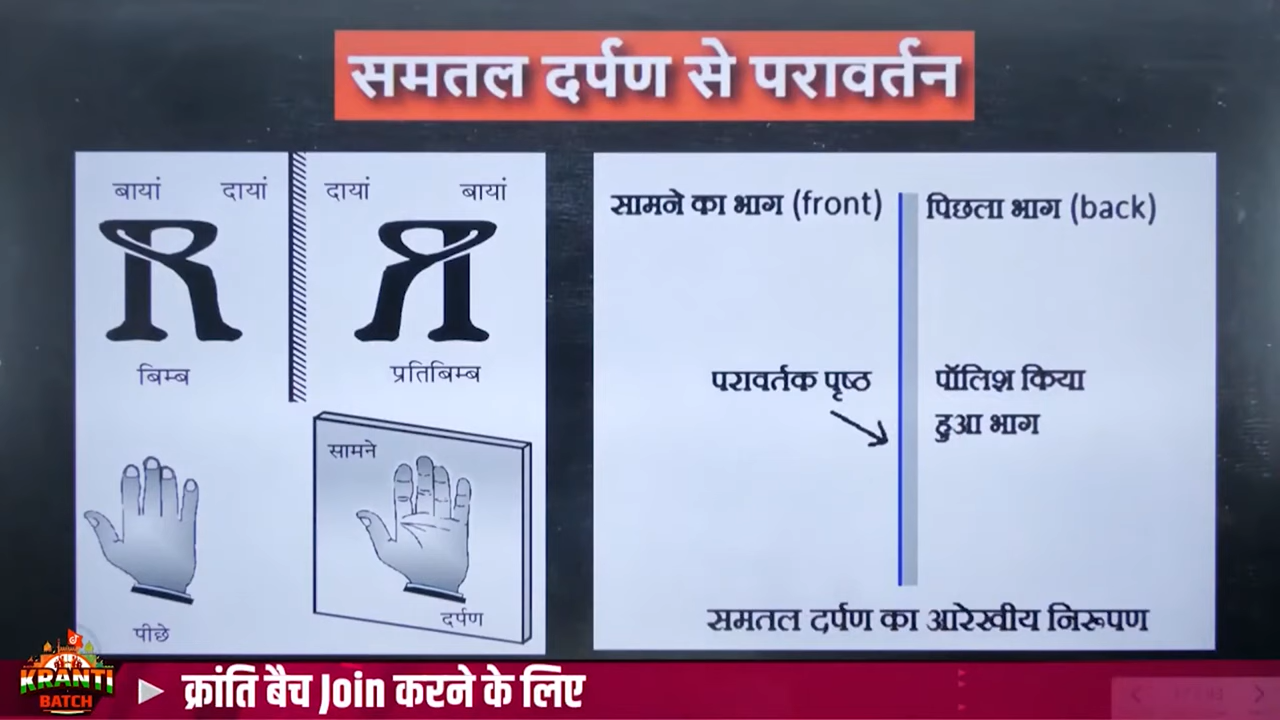 समतल दर्पण से परावर्तन
बायां दायां दायां बायां
बिम्ब प्रतिबिम्ब
सामने
पीछे
दर्पण
सामने का भाग (front) पिछला भाग (back)
परावर्तक पृष्ठ
पॉलिश किया
हुआ भाग
समतल दर्पण का आरेखीय निरूपण
KRANTI
BATCH
क्रांति बैच Join करने के लिए